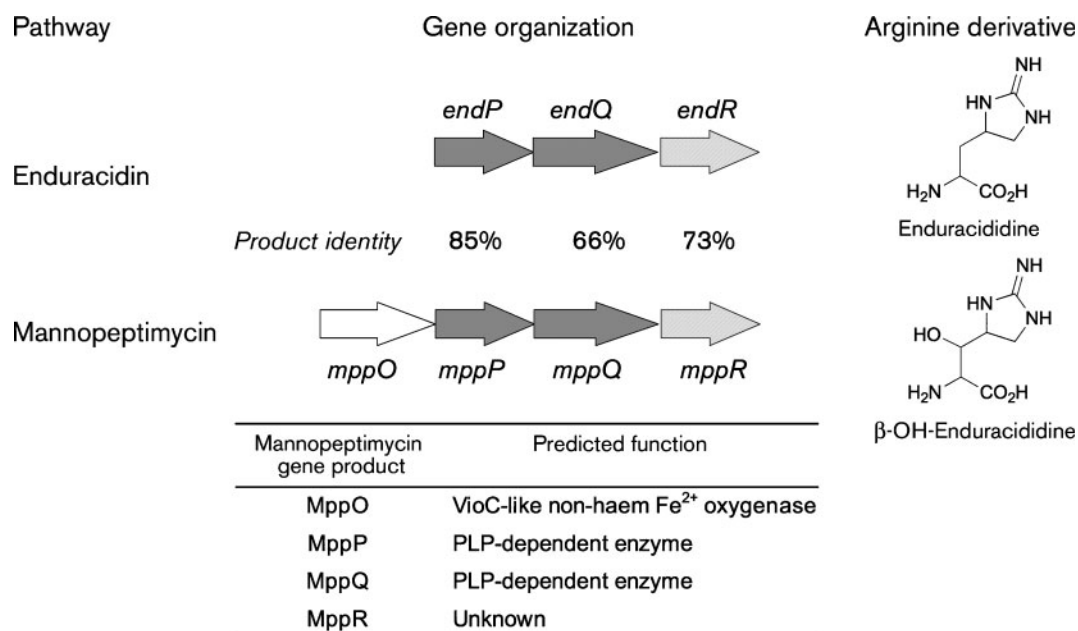 Pathway Gene organization Arginine derivative
endP endQ endR
NH
HN
NH
Enduracidin
H₂N CO₂H
Enduracididine
Product identity 85% 66% 73%
NH
HN
NH
HO
Mannopeptimycin
mppO mppP mppQ mppR
H₂N CO₂H
β-OH-Enduracididine
Mannopeptimycin gene product Predicted function
MppO VioC-like non-haem Fe²⁺ oxygenase
MppP PLP-dependent enzyme
MppQ PLP-dependent enzyme
MppR Unknown